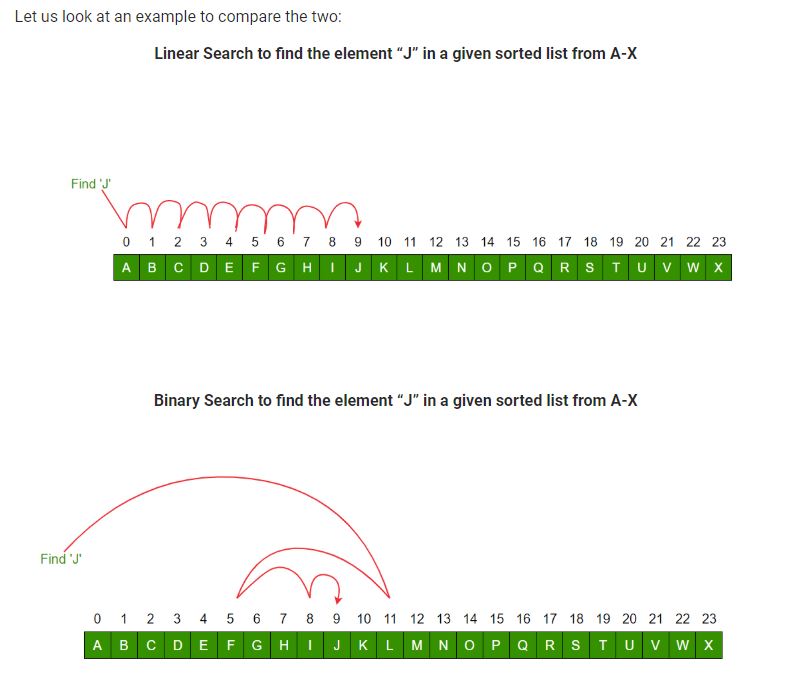 Let us look at an example to compare the two:
Linear Search to find the element “J” in a given sorted list from A-X
Find 'J'
0 1 2 3 4 5 6 7 8 9 10 11 12 13 14 15 16 17 18 19 20 21 22 23
A B C D E F G H I J K L M N O P Q R S T U V W X
Binary Search to find the element “J” in a given sorted list from A-X
Find 'J'
0 1 2 3 4 5 6 7 8 9 10 11 12 13 14 15 16 17 18 19 20 21 22 23
A B C D E F G H I J K L M N O P Q R S T U V W X